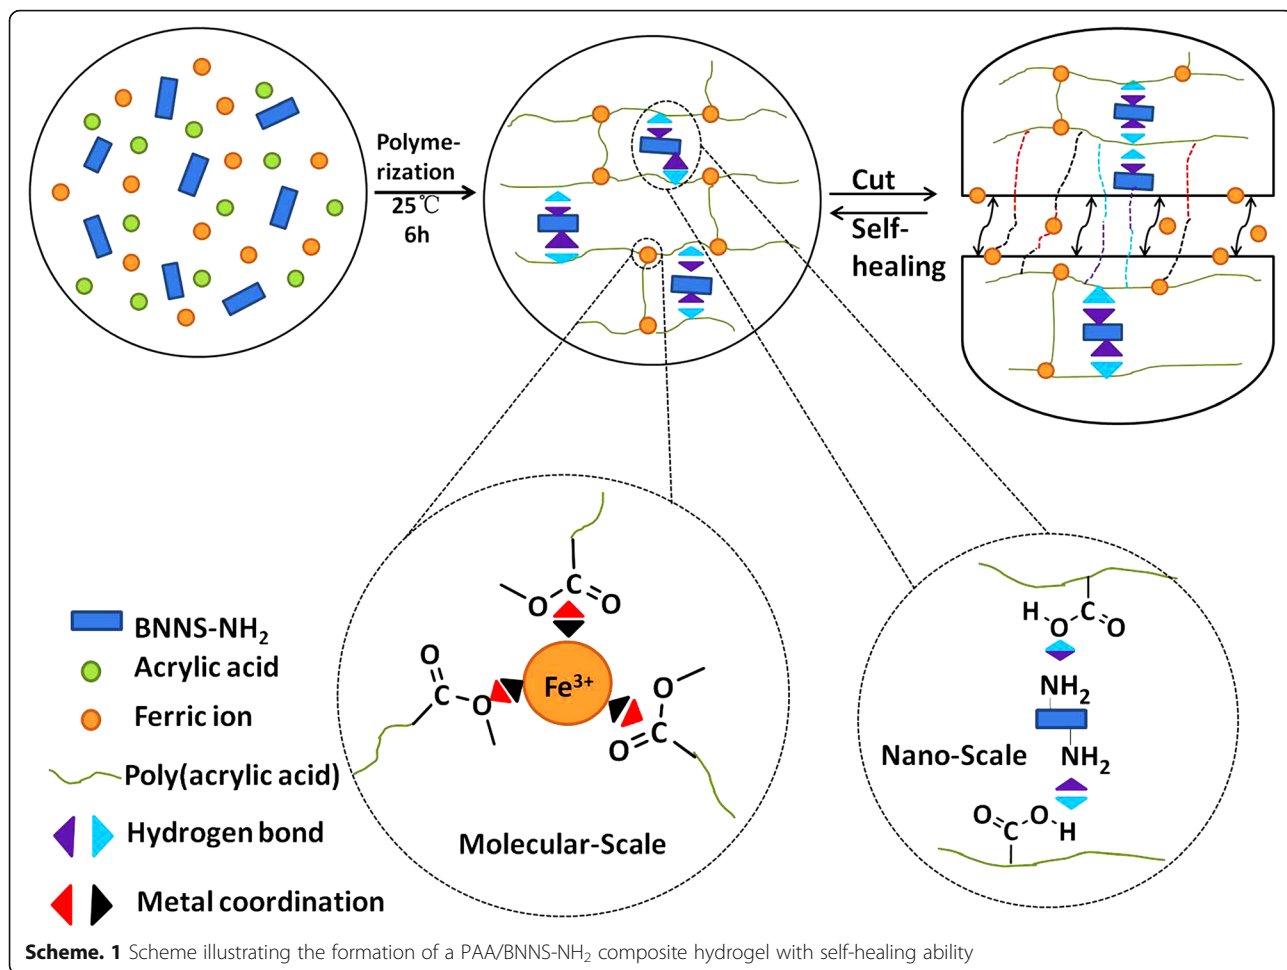 Polyme-
rization
25℃
6h
Cut
Self-
healing
BNNS-NH₂
Acrylic acid
Ferric ion
Poly(acrylic acid)
Hydrogen bond
Metal coordination
C
O
O
O
C
O
Fe³⁺
O
C
O
Molecular-Scale
H
O
C
O
NH₂
Nano-Scale
NH₂
O
C
O
H
Scheme. 1 Scheme illustrating the formation of a PAA/BNNS-NH₂ composite hydrogel with self-healing ability